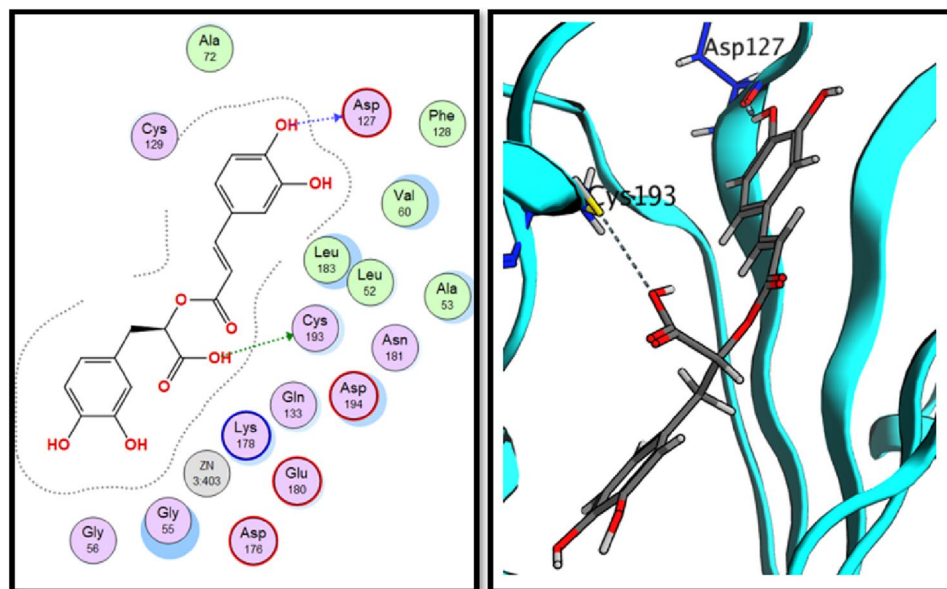 Ala
72
Cys
129
OH
Asp
127
Phe
128
OH
Val
60
Leu
183
Leu
52
Ala
53
O
O
Cys
193
Asn
181
OH
O
Gln
133
Asp
194
Lys
178
HO
OH
ZN
3:403
Glu
180
Gly
56
Gly
55
Asp
176
Asp127
Cys193